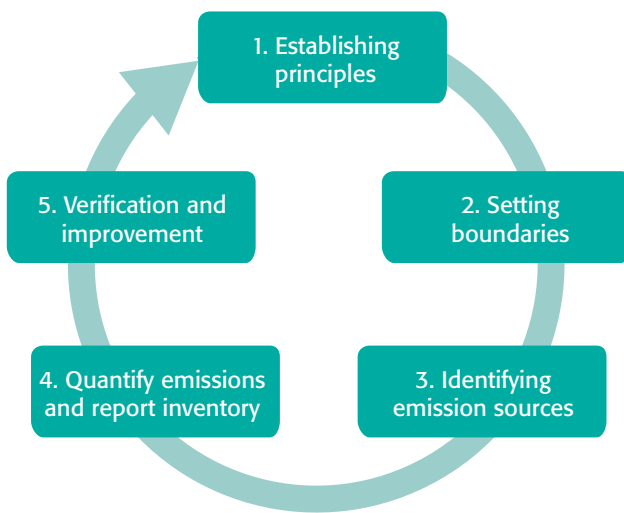 1. Establishing
principles
2. Setting
boundaries
3. Identifying
emission sources
4. Quantify emissions
and report inventory
5. Verification and
improvement